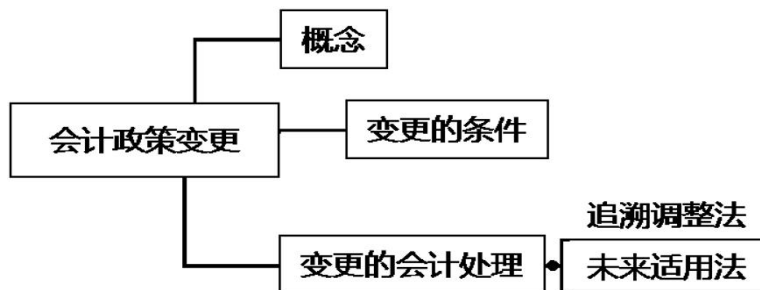 概念
会计政策变更
变更的条件
追溯调整法
变更的会计处理
未来适用法